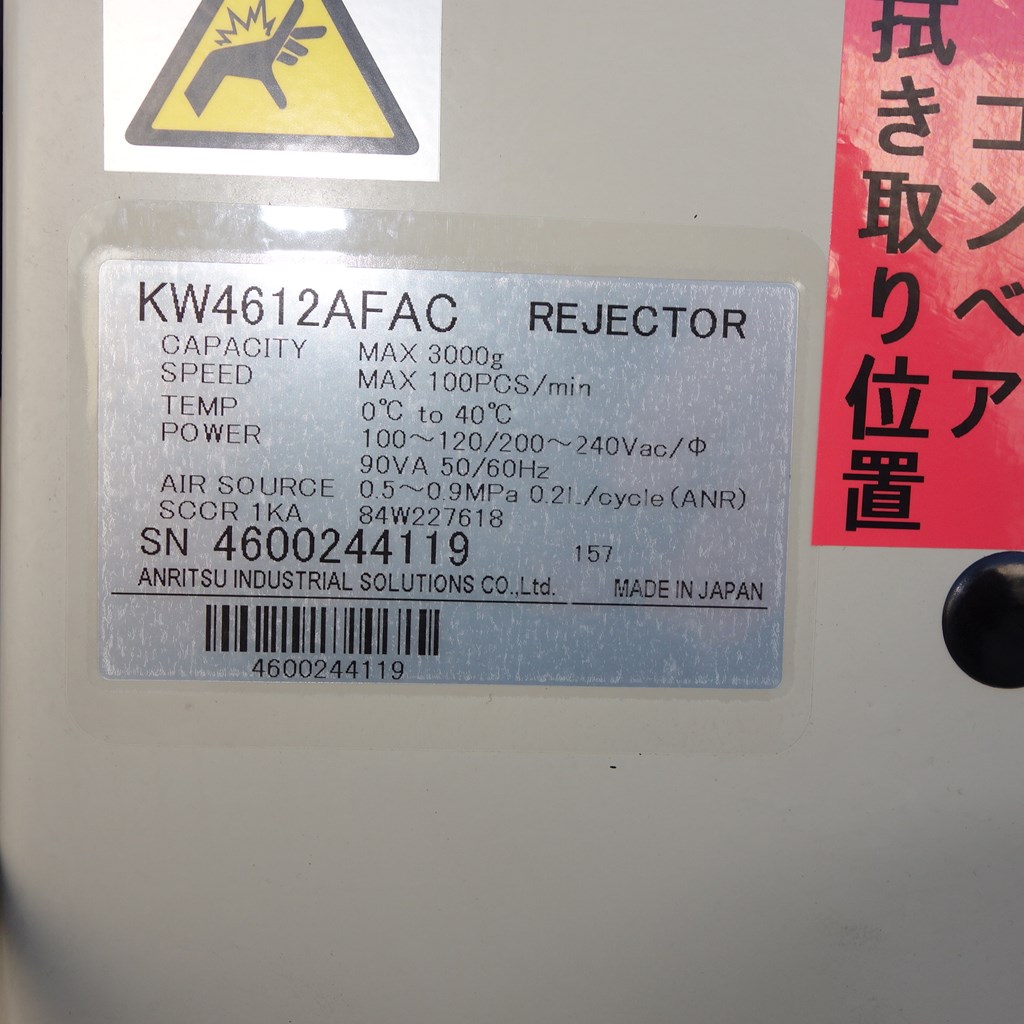 KW4612AFAC REJECTOR
CAPACITY MAX 3000g
SPEED MAX 100PCS/min
TEMP 0℃ to 40℃
POWER 100～120/200～240Vac/Φ
90VA 50/60Hz
AIR SOURCE 0.5～0.9MPa 0.2L/cycle(ANR)
SCCR 1KA 84W227618
SN 4600244119 157
ANRITSU INDUSTRIAL SOLUTIONS CO.,Ltd. MADE IN JAPAN
4600244119
コンベア
拭き取り位置